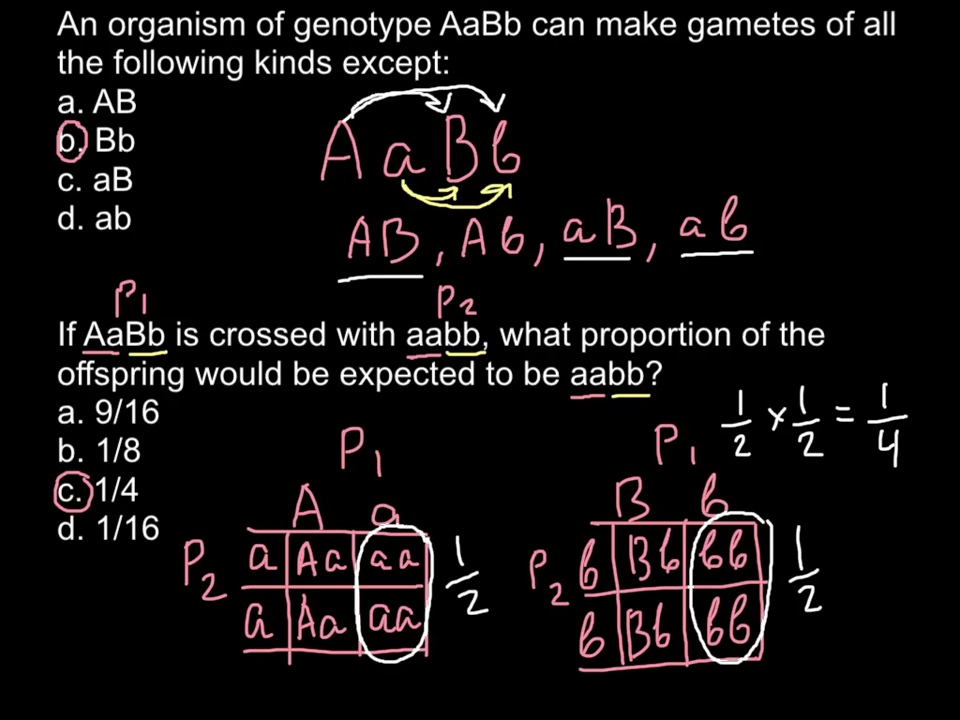 An organism of genotype AaBb can make gametes of all
the following kinds except:
a. AB
b. Bb
c. aB
d. ab
A a B b
AB, Ab, aB, ab
P1
P2
If AaBb is crossed with aabb, what proportion of the
offspring would be expected to be aabb?
a. 9/16
b. 1/8
c. 1/4
d. 1/16
1/2 x 1/2 = 1/4
P1
A a
P2
a Aa aa
a Aa aa
1/2
P1
B b
P2
b Bb bb
b Bb bb
1/2